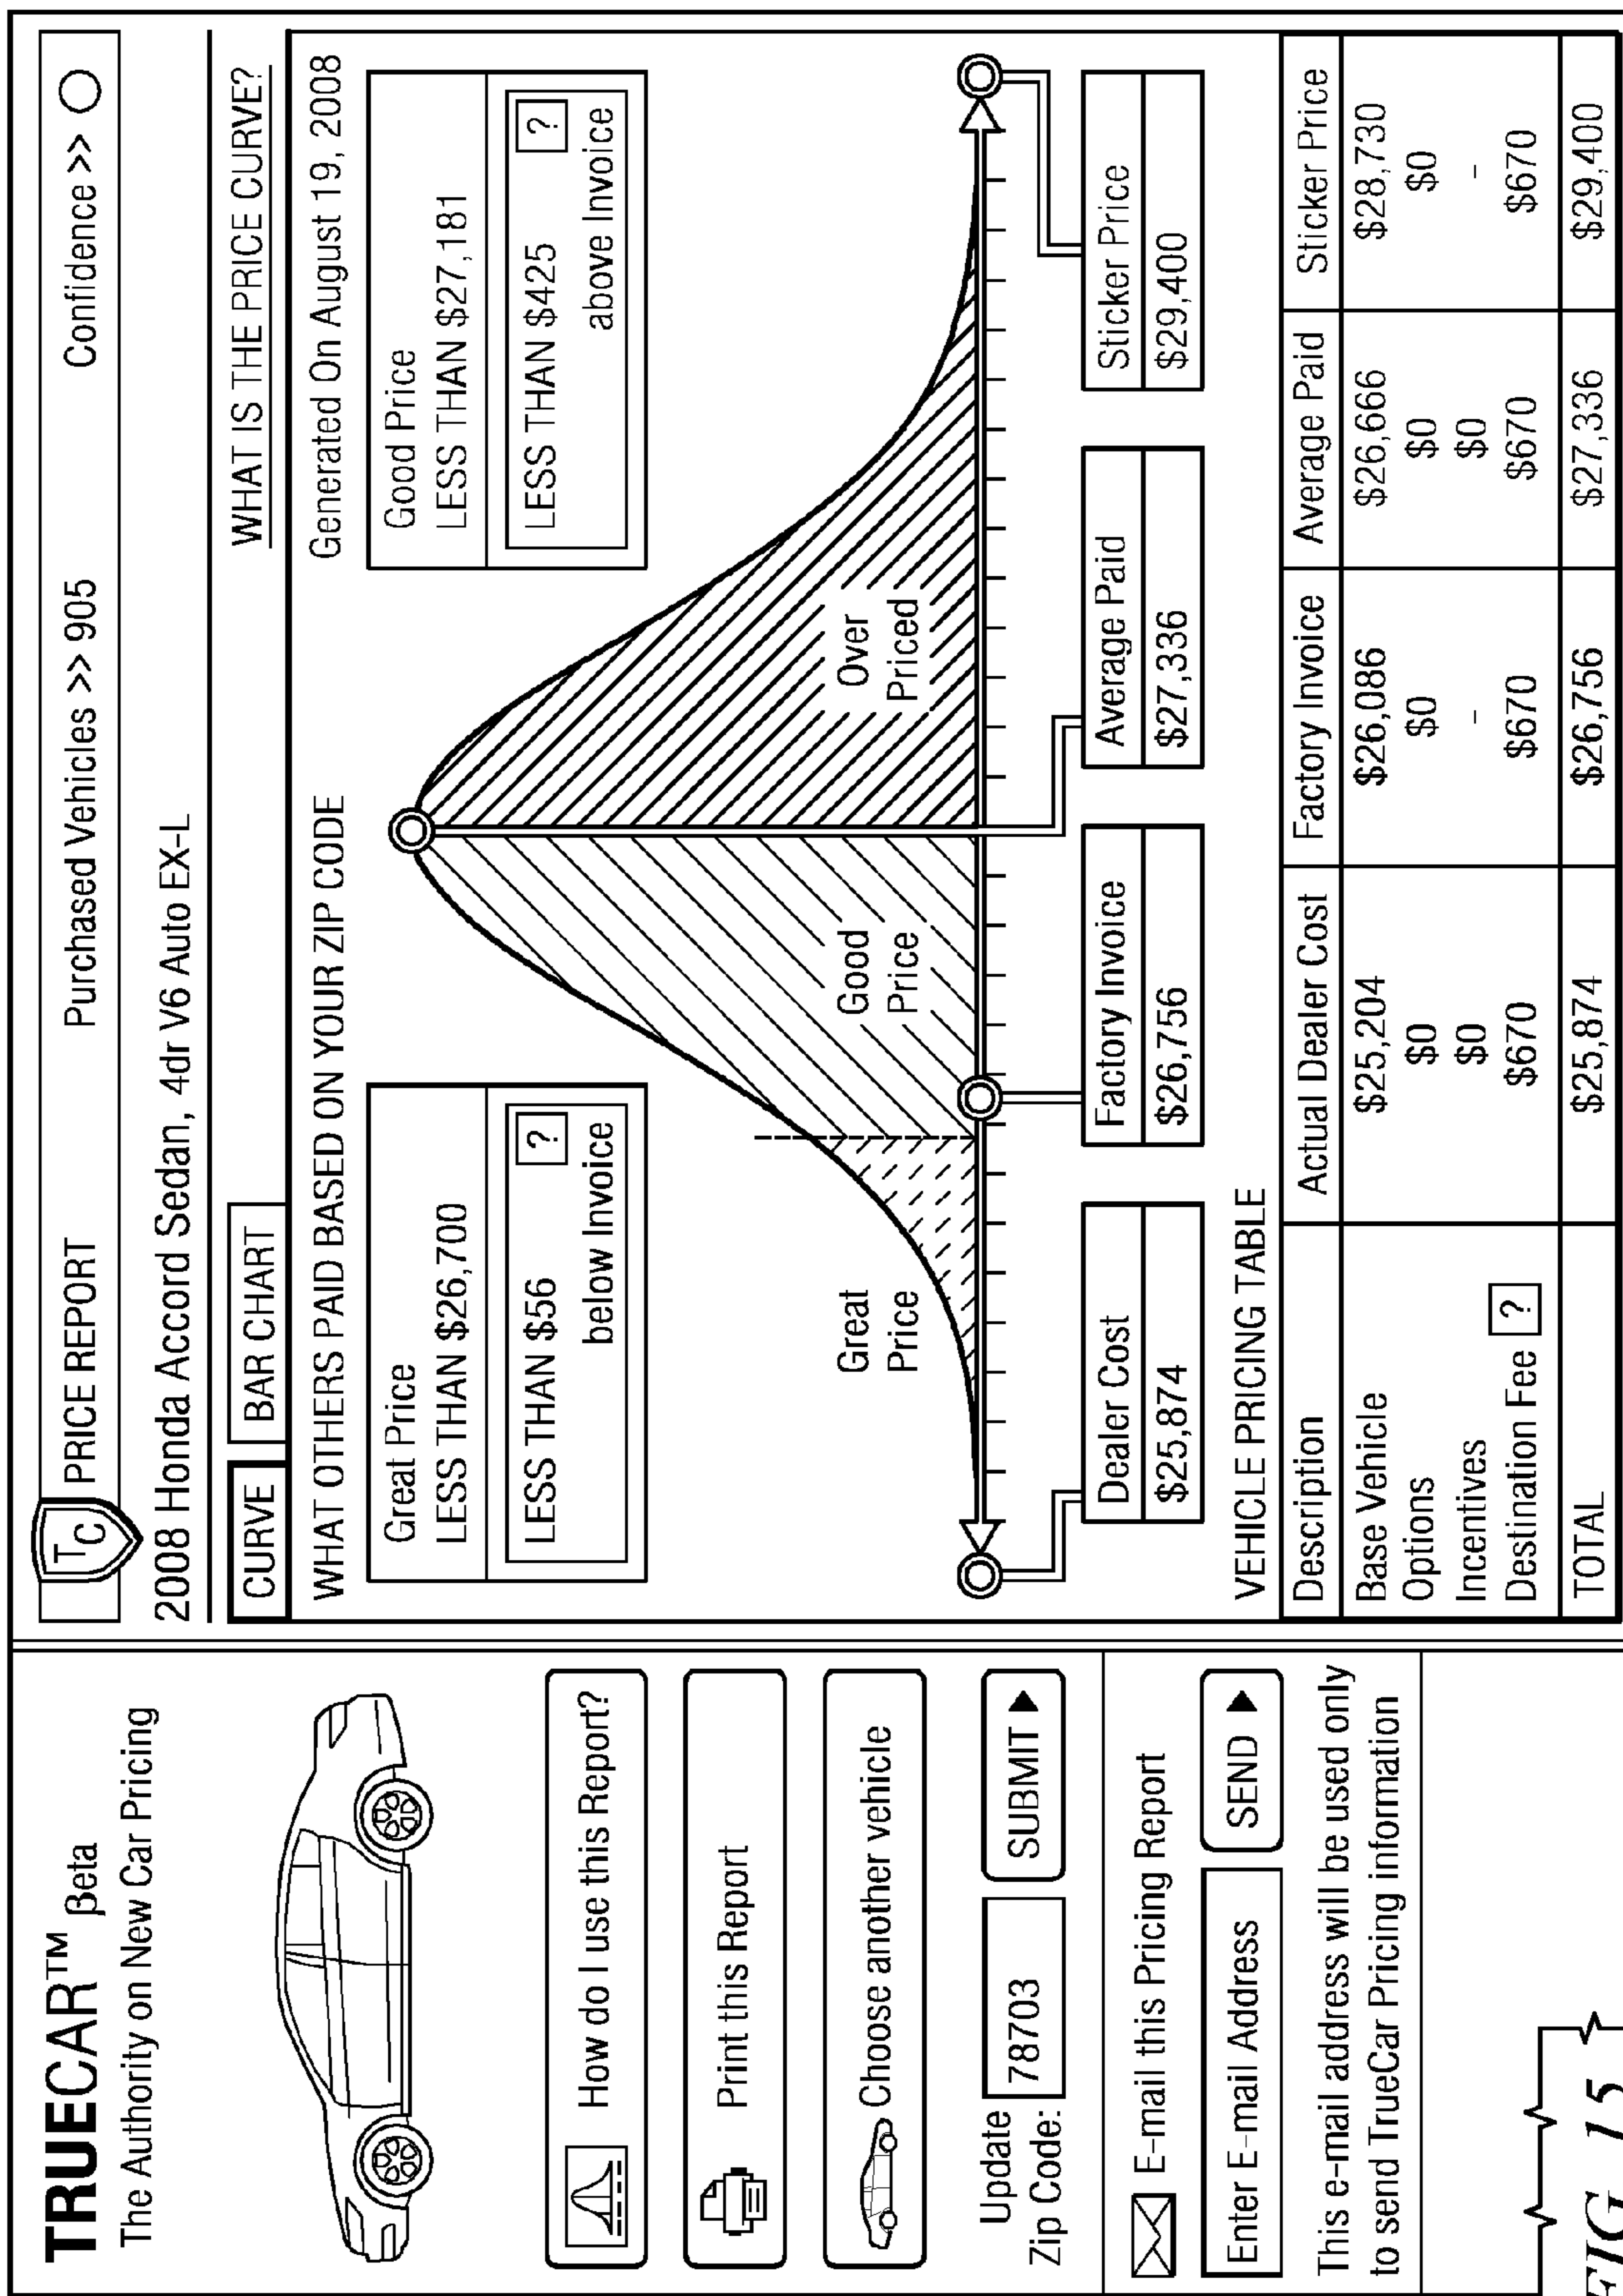 TRUECAR™ βeta
The Authority on New Car Pricing
How do I use this Report?
Print this Report
Choose another vehicle
Update
Zip Code:
78703
SUBMIT ▶
E-mail this Pricing Report
Enter E-mail Address
SEND ▶
This e-mail address will be used only
to send TrueCar Pricing information
FIG. 15
TC PRICE REPORT Purchased Vehicles >> 905 Confidence >>
2008 Honda Accord Sedan, 4dr V6 Auto EX-L
CURVE BAR CHART WHAT IS THE PRICE CURVE?
WHAT OTHERS PAID BASED ON YOUR ZIP CODE Generated On August 19, 2008
Great Price
LESS THAN $26,700
LESS THAN $56 ?
below Invoice
Good Price
LESS THAN $27,181
LESS THAN $425 ?
above Invoice
Great
Price
Good
Price
Over
Priced
Dealer Cost
$25,874
Factory Invoice
$26,756
Average Paid
$27,336
Sticker Price
$29,400
VEHICLE PRICING TABLE
Description Actual Dealer Cost Factory Invoice Average Paid Sticker Price
Base Vehicle $25,204 $26,086 $26,666 $28,730
Options $0 $0 $0 $0
Incentives $0 - $0 -
Destination Fee ? $670 $670 $670 $670
TOTAL $25,874 $26,756 $27,336 $29,400